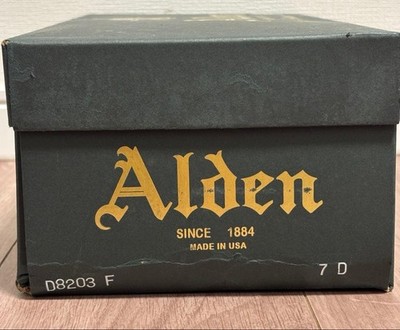 Alden
SINCE 1884
MADE IN USA
D8203 F
7 D